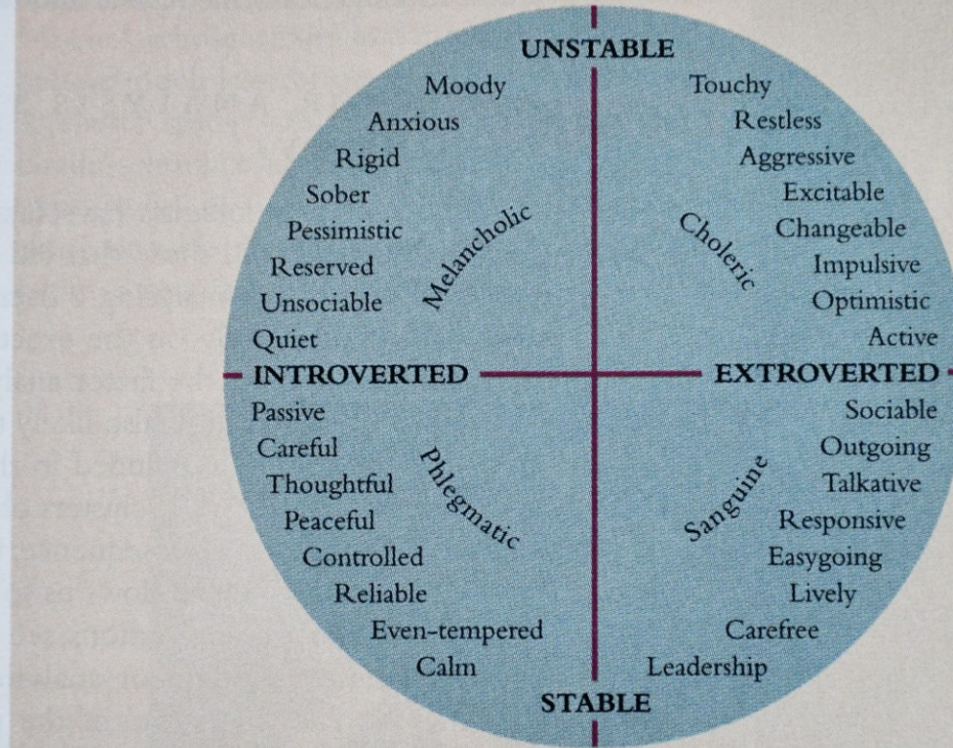 UNSTABLE
Moody
Anxious
Rigid
Sober
Pessimistic
Reserved
Unsociable
Quiet
Melancholic
Touchy
Restless
Aggressive
Excitable
Changeable
Impulsive
Optimistic
Active
Choleric
INTROVERTED
EXTROVERTED
Passive
Careful
Thoughtful
Peaceful
Controlled
Reliable
Even-tempered
Calm
Phlegmatic
Sociable
Outgoing
Talkative
Responsive
Easygoing
Lively
Carefree
Leadership
Sanguine
STABLE